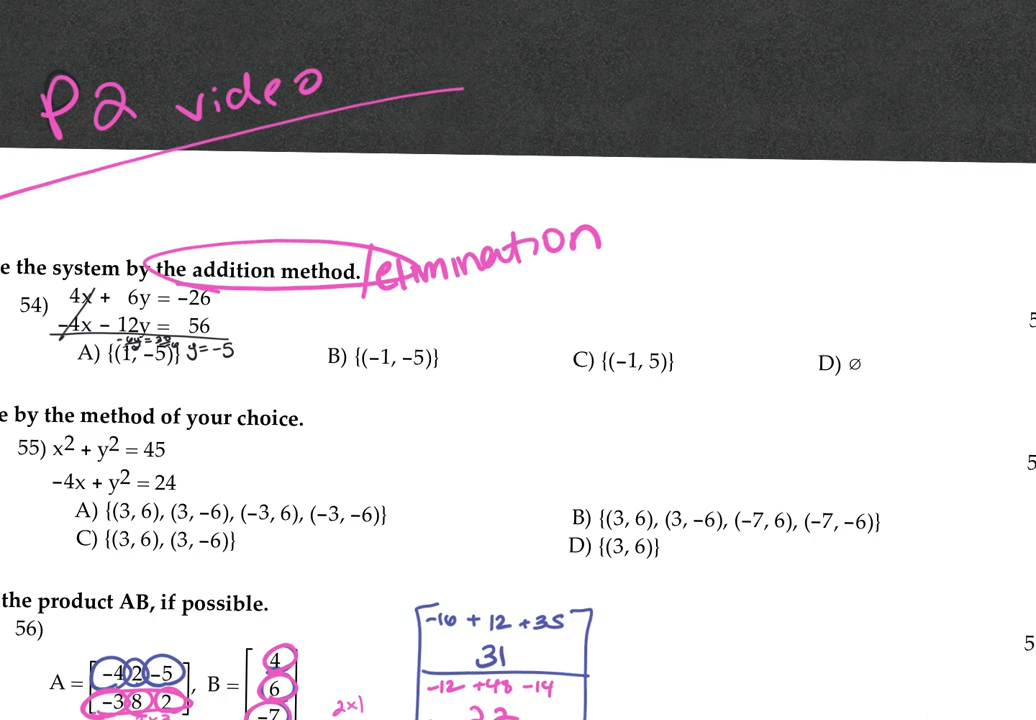 P2 video
e the system by the addition method./elimination
54) 4x + 6y = -26
-4x - 12y = 56
y = -5
A) {(1, -5)} B) {(-1, -5)} C) {(-1, 5)} D) ∅
5
e by the method of your choice.
55) x² + y² = 45
5
-4x + y² = 24
A) {(3, 6), (3, -6), (-3, 6), (-3, -6)} B) {(3, 6), (3, -6), (-7, 6), (-7, -6)}
C) {(3, 6), (3, -6)} D) {(3, 6)}
the product AB, if possible.
56)
5
-16 + 12 + 35
31
A = [-4 2 -5
-3 8 2], B = [4
6
-7
2x1
-12 +48 -14
22